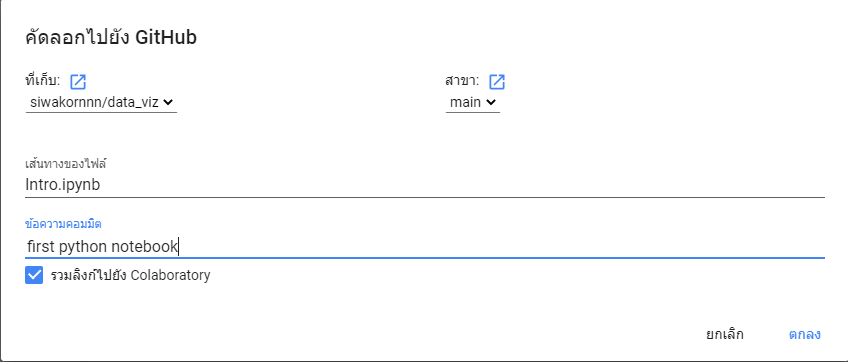 คัดลอกไปยัง GitHub
ที่เก็บ:
สาขา:
siwakornnn/data_viz
main
เส้นทางของไฟล์
Intro.ipynb
ข้อความคอมมิต
first python notebook
รวมลิงก์ไปยัง Colaboratory
ยกเลิก
ตกลง